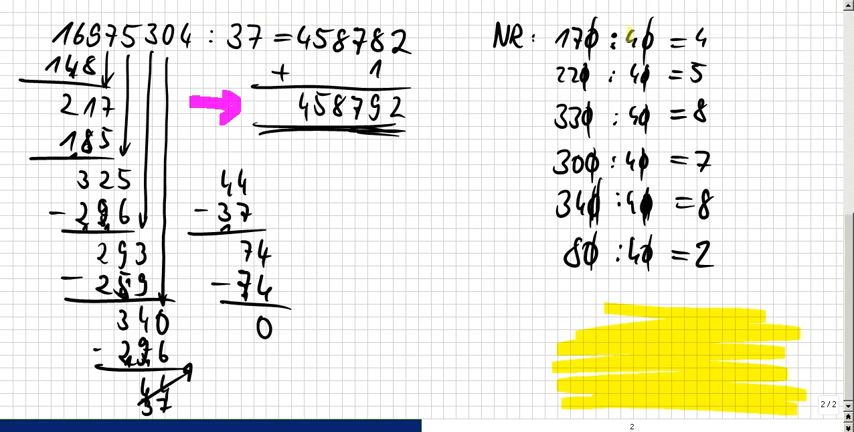 16975304 : 37 = 458782
148
217
185
325
- 296
293
- 259
340
- 296
44
37
+ 1
458792
44
- 37
74
- 74
0
NR: 170 : 40 = 4
220 : 40 = 5
330 : 40 = 8
300 : 40 = 7
340 : 40 = 8
80 : 40 = 2
2/2
2